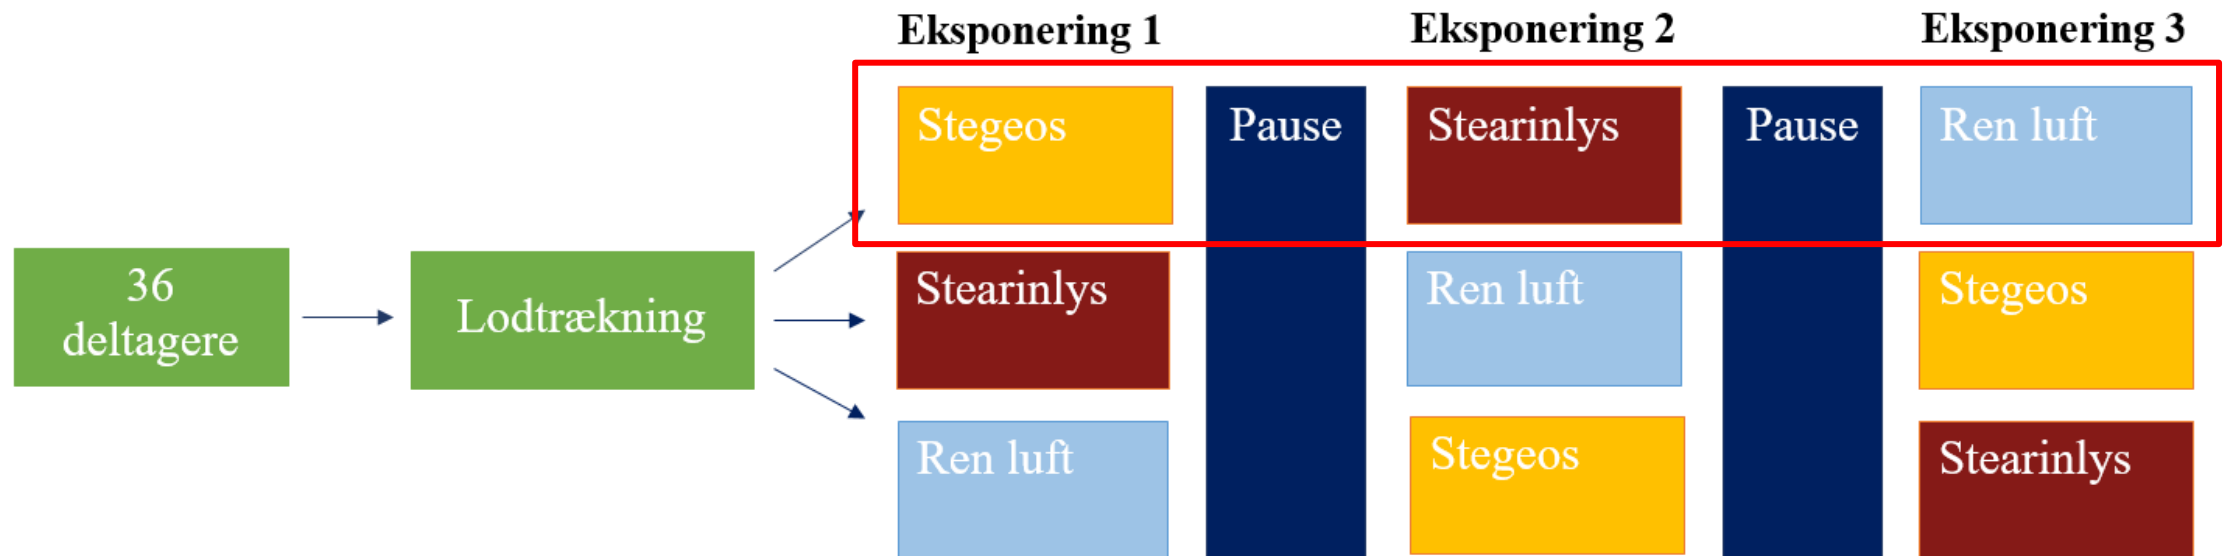 Eksponering 1 Eksponering 2 Eksponering 3
Stegeos Pause Stearinlys Pause Ren luft
36
deltagere
Lodtrækning
Stearinlys Ren luft Stegeos
Ren luft Stegeos Stearinlys